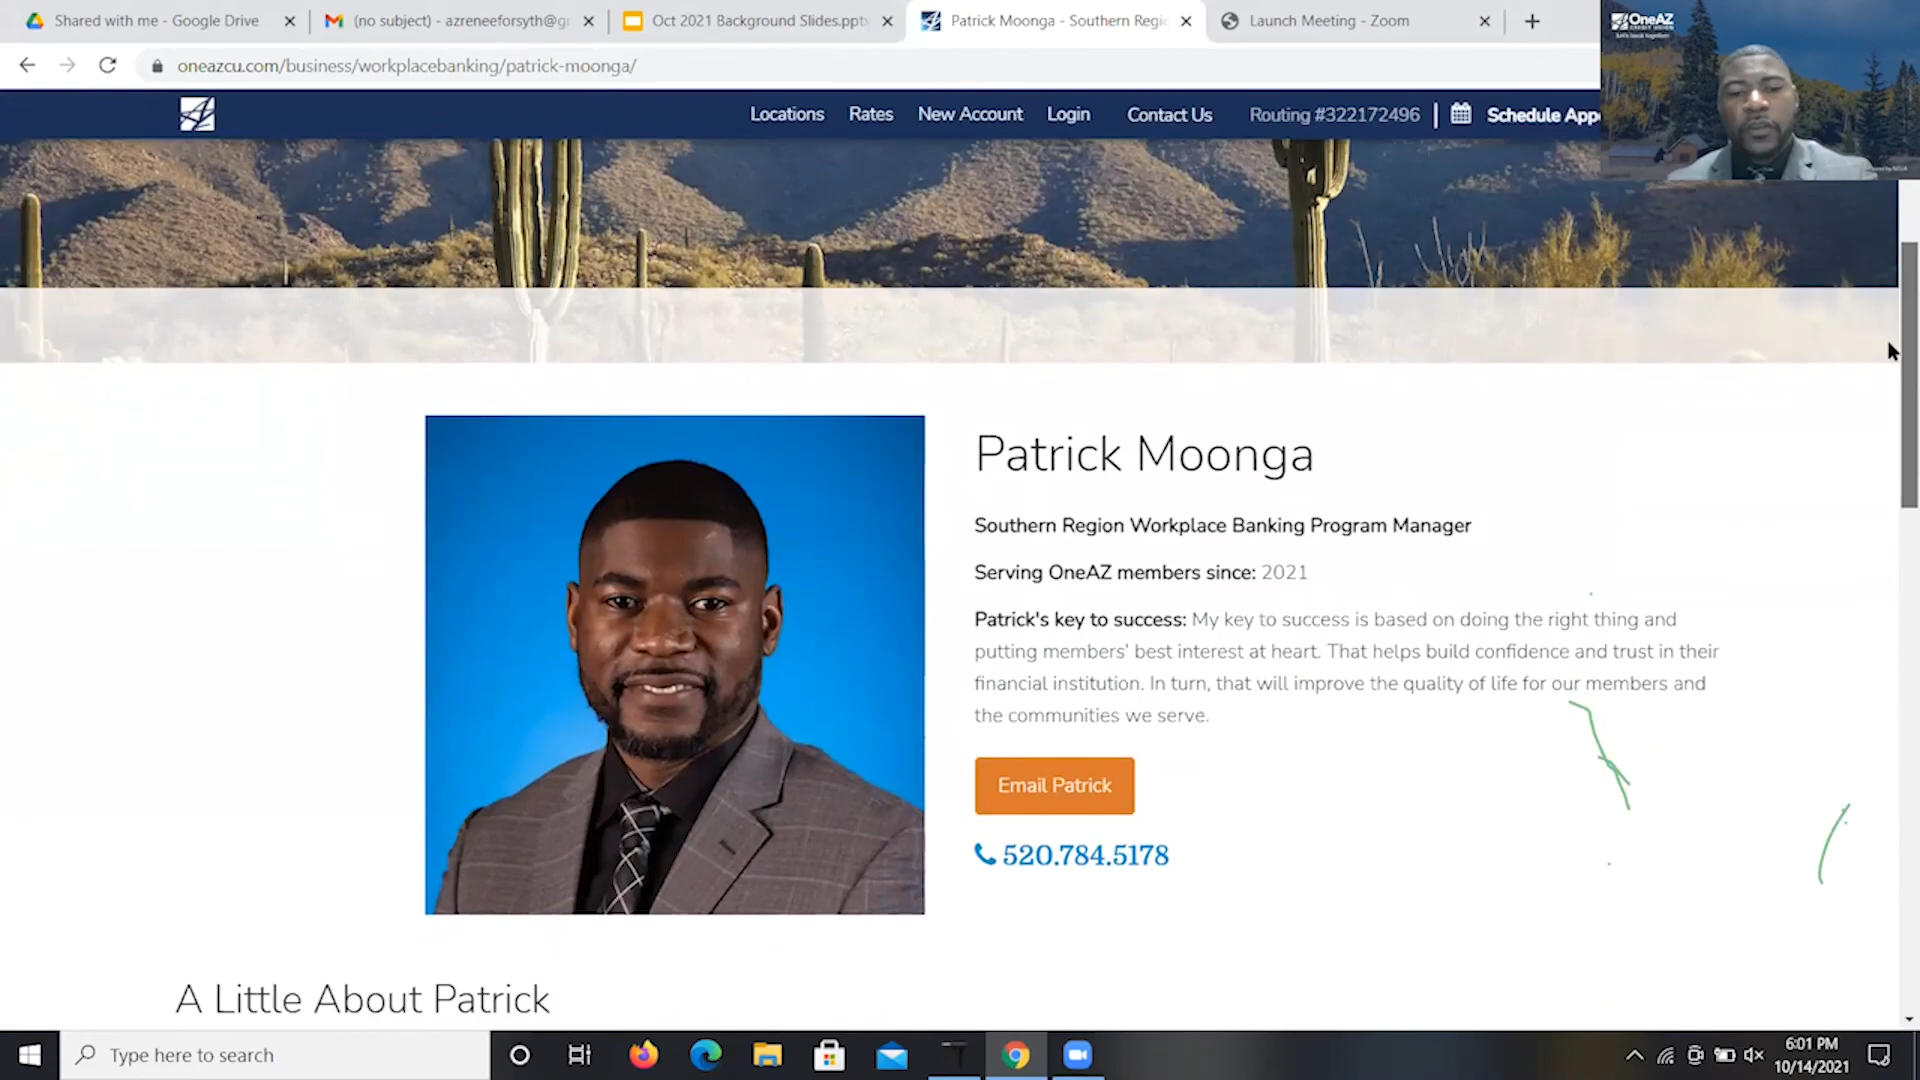 Shared with me - Google Drive
(no subject) - azreneeforsyth@g
Oct 2021 Background Slides.ppt
Patrick Moonga - Southern Regi
Launch Meeting - Zoom
oneazcu.com/business/workplacebanking/patrick-moonga/
Locations Rates New Account Login Contact Us Routing #322172496 Schedule Appo
OneAZ
CREDIT UNION
Patrick Moonga
Southern Region Workplace Banking Program Manager
Serving OneAZ members since: 2021
Patrick's key to success: My key to success is based on doing the right thing and
putting members' best interest at heart. That helps build confidence and trust in their
financial institution. In turn, that will improve the quality of life for our members and
the communities we serve.
Email Patrick
520.784.5178
A Little About Patrick
Type here to search
6:01 PM
10/14/2021